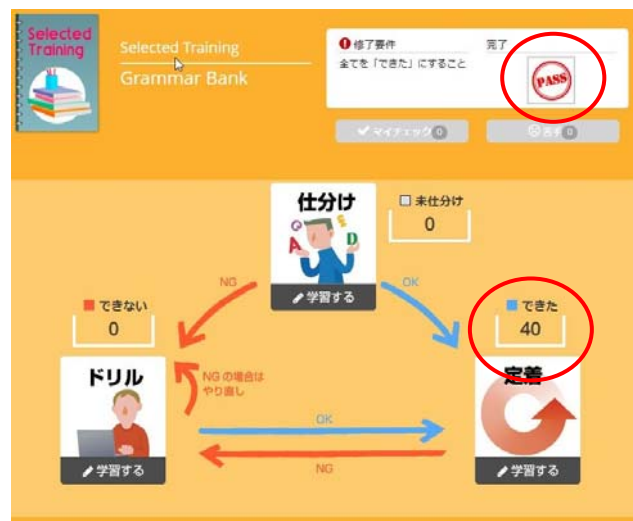 Selected
Training
Selected Training
Grammar Bank
修了要件
全てを「できた」にすること
完了
PASS
マイチェック 0
苦手 0
仕分け
学習する
未仕分け
0
NG
OK
できない
0
できた
40
ドリル
学習する
NGの場合は
やり直し
OK
NG
定着
学習する